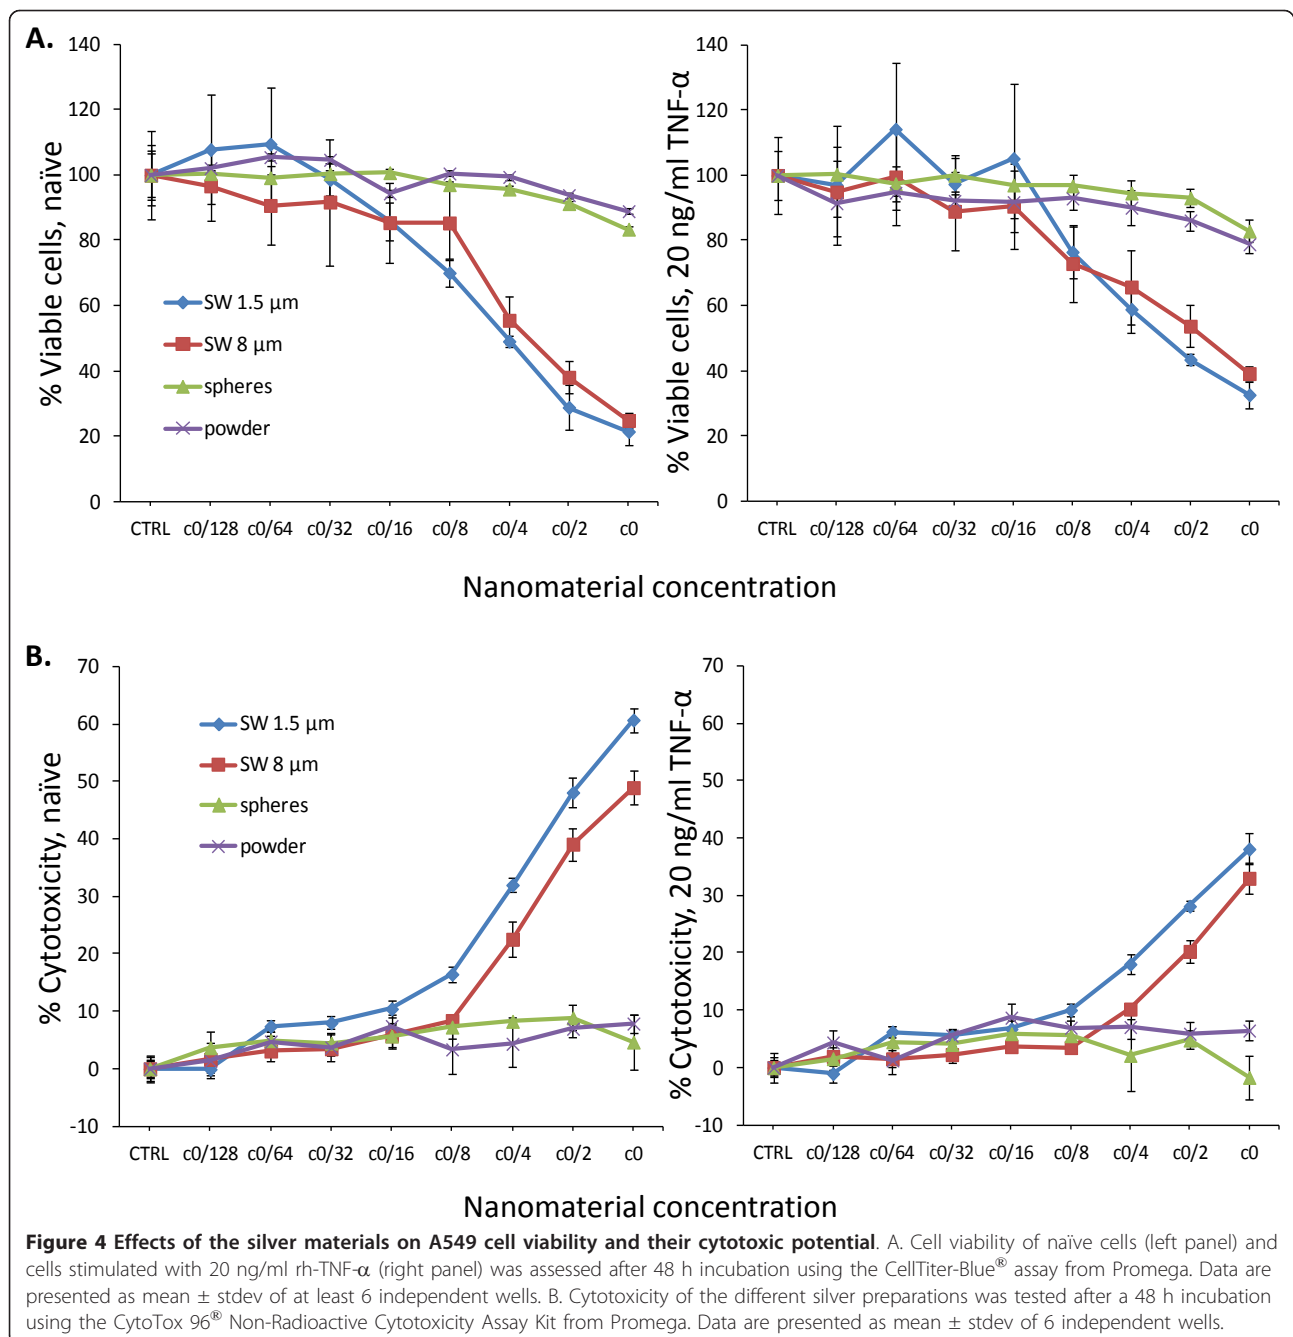 A.
140
120
100
80
60
40
20
0
% Viable cells, naïve
SW 1.5 µm
SW 8 µm
spheres
powder
CTRL c0/128 c0/64 c0/32 c0/16 c0/8 c0/4 c0/2 c0
140
120
100
80
60
40
20
0
% Viable cells, 20 ng/ml TNF-α
CTRL c0/128 c0/64 c0/32 c0/16 c0/8 c0/4 c0/2 c0
Nanomaterial concentration
B.
70
60
50
40
30
20
10
0
-10
% Cytotoxicity, naïve
SW 1.5 µm
SW 8 µm
spheres
powder
CTRL c0/128 c0/64 c0/32 c0/16 c0/8 c0/4 c0/2 c0
70
60
50
40
30
20
10
0
-10
% Cytotoxicity, 20 ng/ml TNF-α
CTRL c0/128 c0/64 c0/32 c0/16 c0/8 c0/4 c0/2 c0
Nanomaterial concentration
Figure 4 Effects of the silver materials on A549 cell viability and their cytotoxic potential. A. Cell viability of naïve cells (left panel) and
cells stimulated with 20 ng/ml rh-TNF-α (right panel) was assessed after 48 h incubation using the CellTiter-Blue® assay from Promega. Data are
presented as mean ± stdev of at least 6 independent wells. B. Cytotoxicity of the different silver preparations was tested after a 48 h incubation
using the CytoTox 96® Non-Radioactive Cytotoxicity Assay Kit from Promega. Data are presented as mean ± stdev of 6 independent wells.